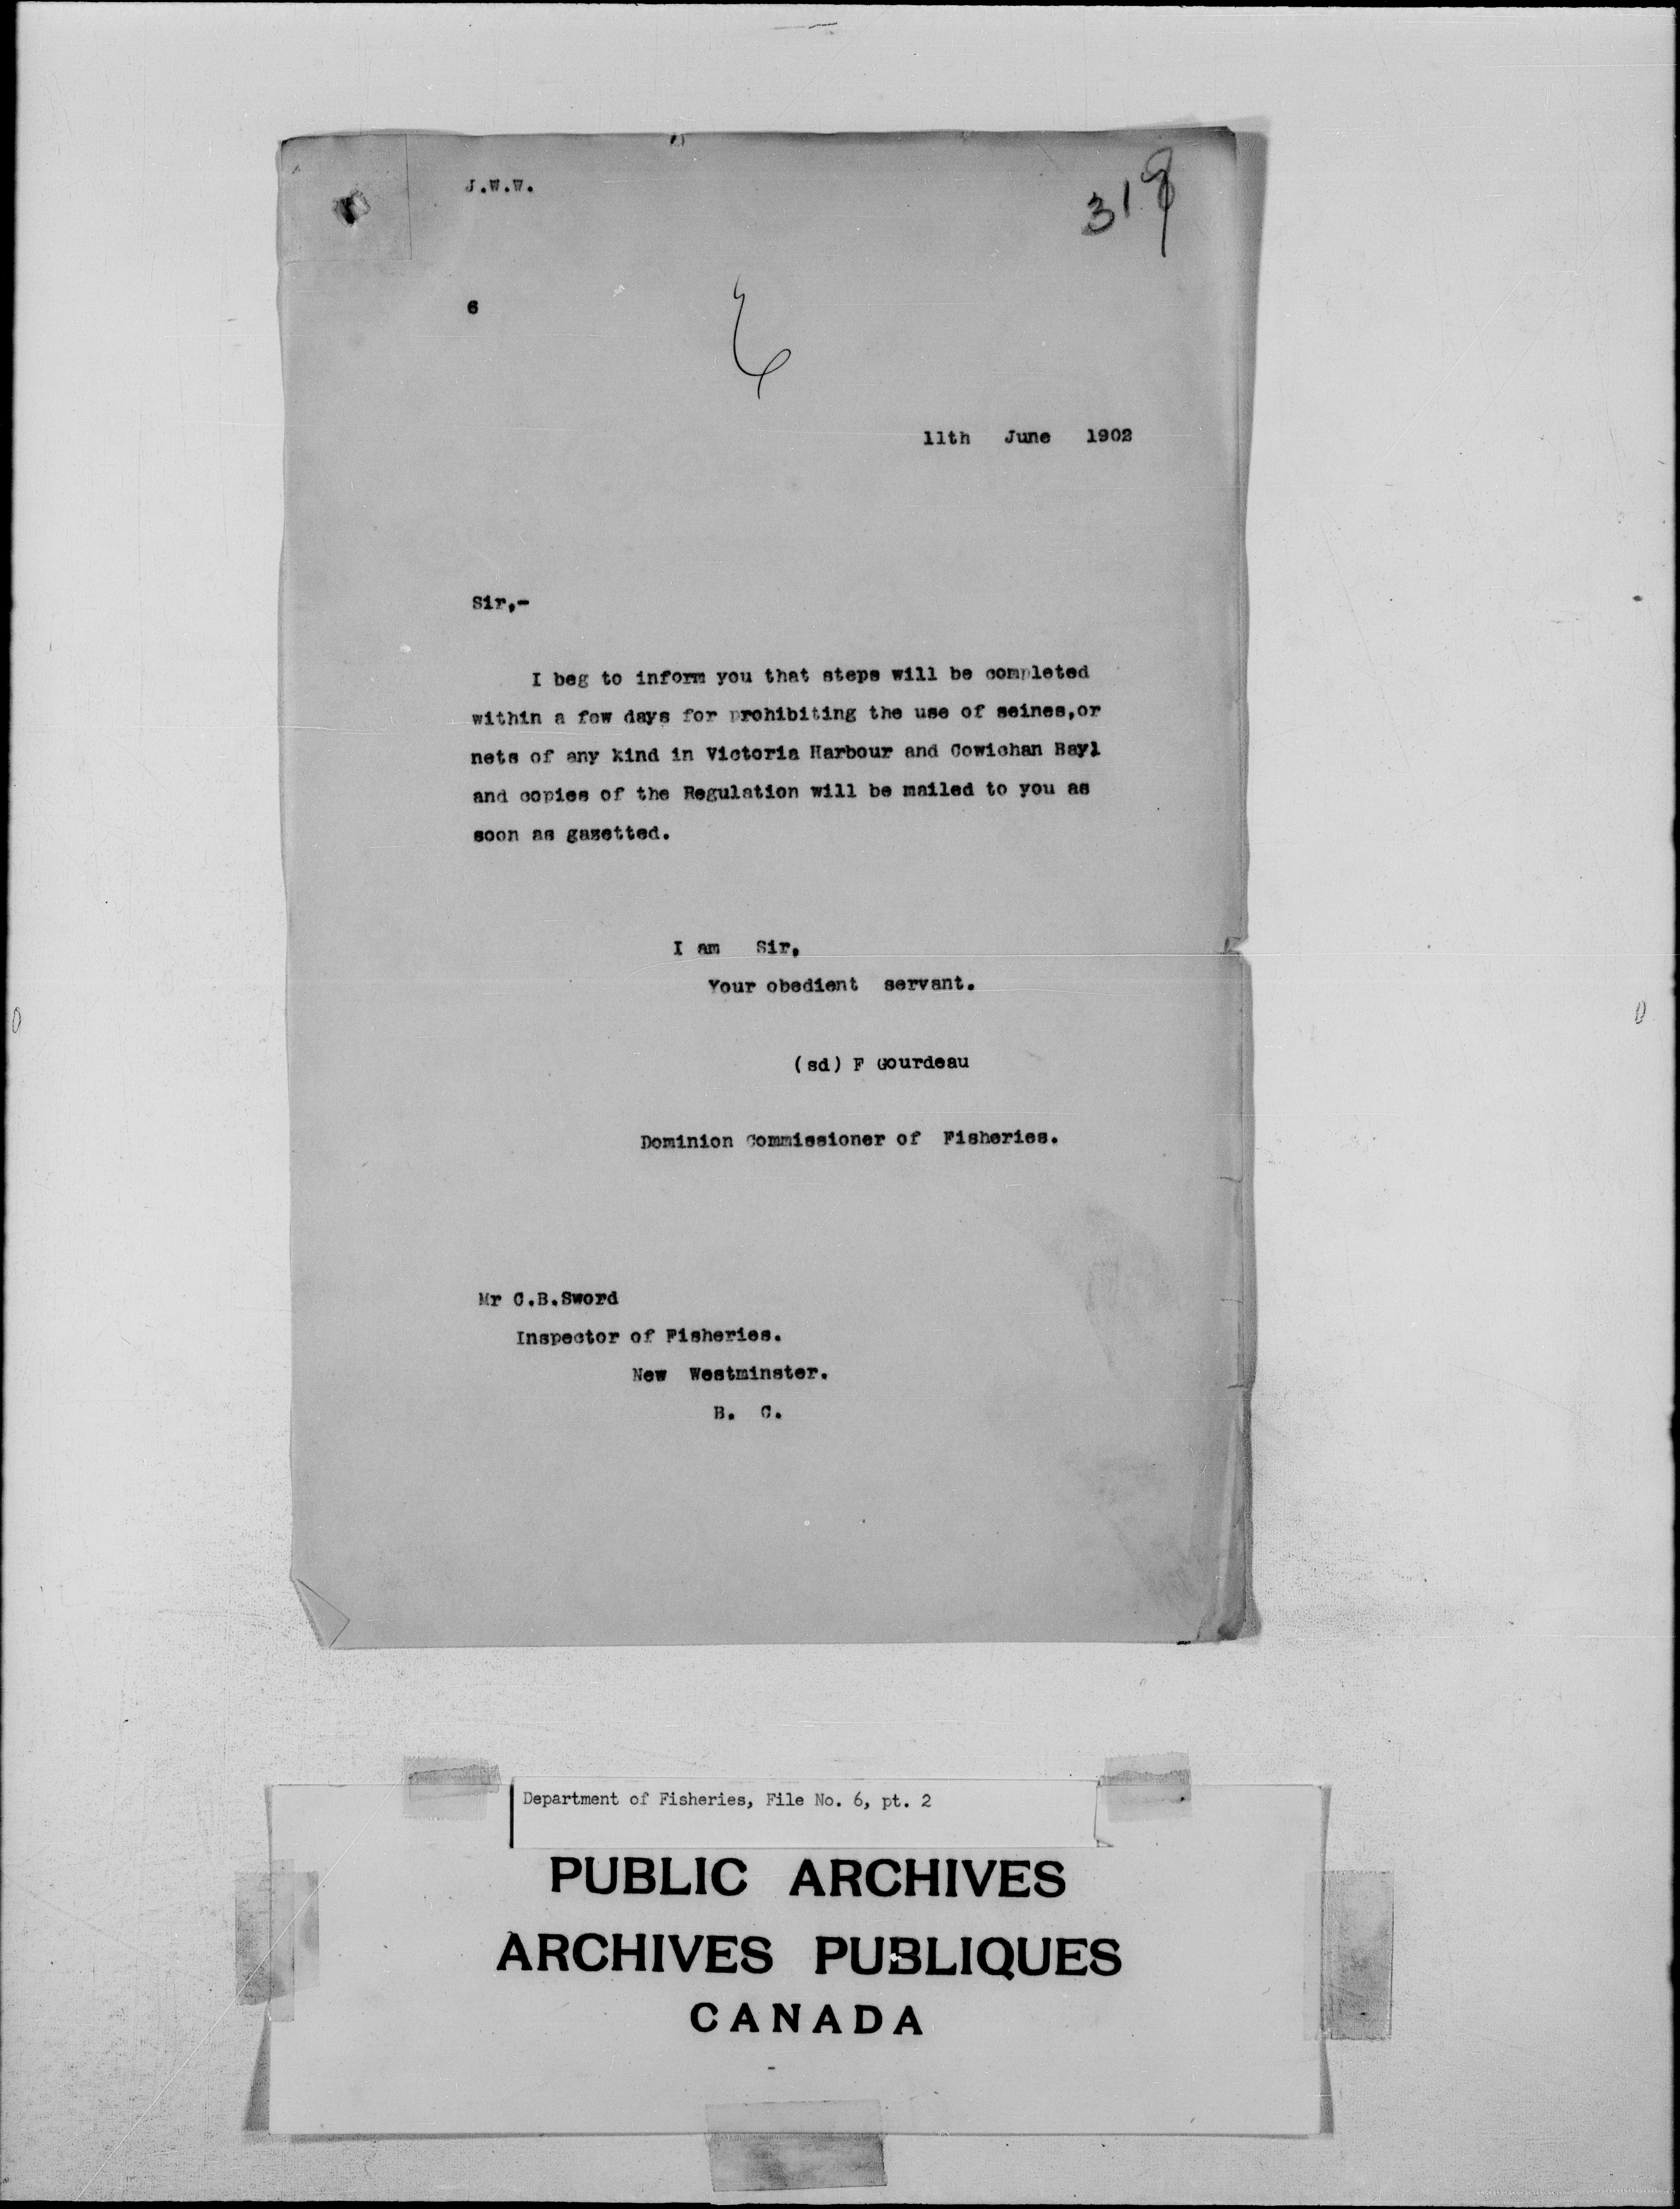 J.W.W.
319
6
6
11th June 1902
Sir,-
I beg to inform you that steps will be completed
within a few days for prohibiting the use of seines,or
nets of any kind in Victoria Harbour and Cowichan Bayl
and copies of the Regulation will be mailed to you as
soon as gazetted.
I am Sir,
Your obedient servant.
(sd) F Gourdeau
Dominion Commissioner of Fisheries.
Mr C.B.Sword
Inspector of Fisheries.
New Westminster.
B. C.
Department of Fisheries, File No. 6, pt. 2
PUBLIC ARCHIVES
ARCHIVES PUBLIQUES
CANADA